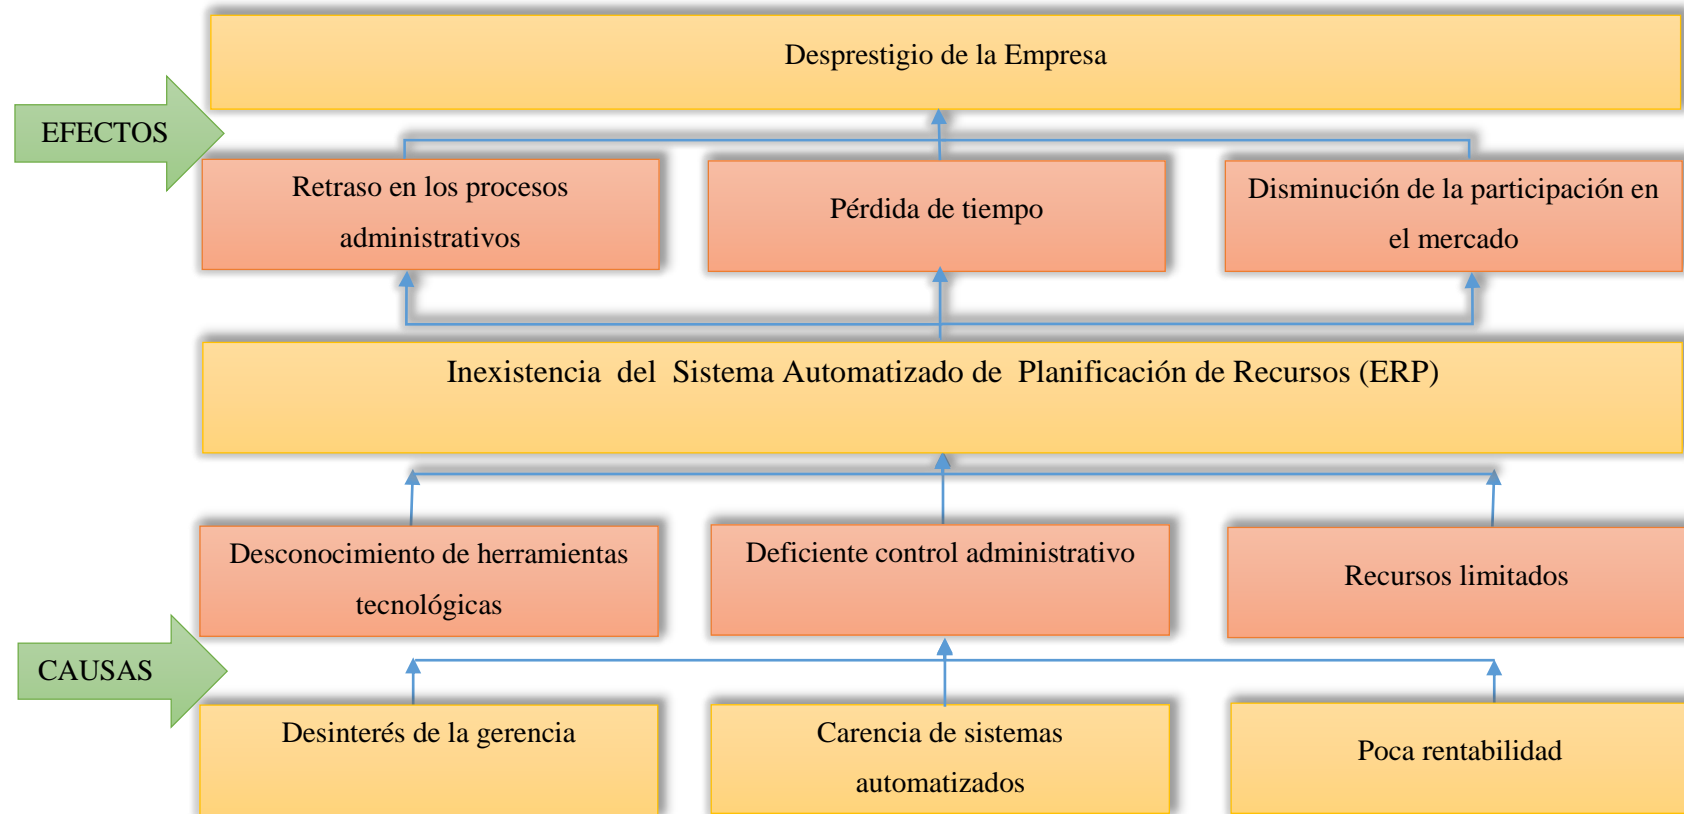 Desprestigio de la Empresa
EFECTOS
Retraso en los procesos
administrativos
Pérdida de tiempo
Disminución de la participación en
el mercado
Inexistencia del Sistema Automatizado de Planificación de Recursos (ERP)
Desconocimiento de herramientas
tecnológicas
Deficiente control administrativo
Recursos limitados
CAUSAS
Desinterés de la gerencia
Carencia de sistemas
automatizados
Poca rentabilidad